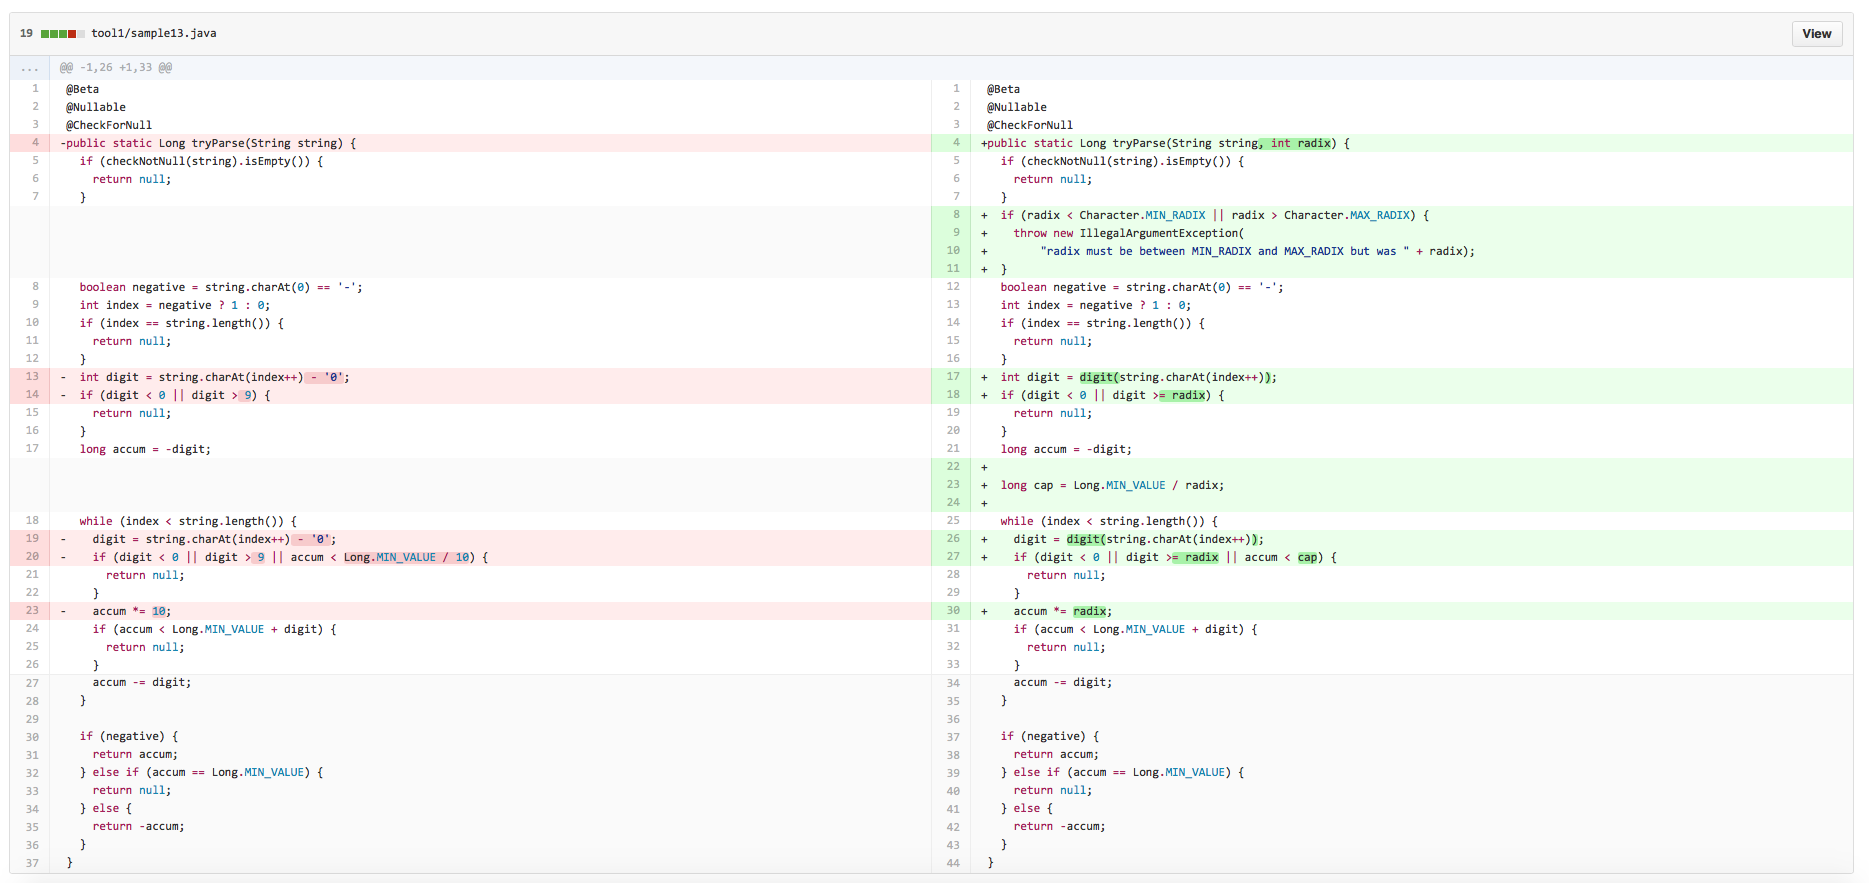 19 tool1/sample13.java View
... @@ -1,26 +1,33 @@
1 @Beta
2 @Nullable
3 @CheckForNull
4 -public static Long tryParse(String string) {
5 if (checkNotNull(string).isEmpty()) {
6 return null;
7 }
8 boolean negative = string.charAt(0) == '-';
9 int index = negative ? 1 : 0;
10 if (index == string.length()) {
11 return null;
12 }
13 - int digit = string.charAt(index++) - '0';
14 - if (digit < 0 || digit > 9) {
15 return null;
16 }
17 long accum = -digit;
18 while (index < string.length()) {
19 - digit = string.charAt(index++) - '0';
20 - if (digit < 0 || digit > 9 || accum < Long.MIN_VALUE / 10) {
21 return null;
22 }
23 - accum *= 10;
24 if (accum < Long.MIN_VALUE + digit) {
25 return null;
26 }
27 accum -= digit;
28 }
29
30 if (negative) {
31 return accum;
32 } else if (accum == Long.MIN_VALUE) {
33 return null;
34 } else {
35 return -accum;
36 }
37 }
1 @Beta
2 @Nullable
3 @CheckForNull
4 +public static Long tryParse(String string, int radix) {
5 if (checkNotNull(string).isEmpty()) {
6 return null;
7 }
8 + if (radix < Character.MIN_RADIX || radix > Character.MAX_RADIX) {
9 + throw new IllegalArgumentException(
10 + "radix must be between MIN_RADIX and MAX_RADIX but was " + radix);
11 + }
12 boolean negative = string.charAt(0) == '-';
13 int index = negative ? 1 : 0;
14 if (index == string.length()) {
15 return null;
16 }
17 + int digit = digit(string.charAt(index++));
18 + if (digit < 0 || digit >= radix) {
19 return null;
20 }
21 long accum = -digit;
22 +
23 + long cap = Long.MIN_VALUE / radix;
24 +
25 while (index < string.length()) {
26 + digit = digit(string.charAt(index++));
27 + if (digit < 0 || digit >= radix || accum < cap) {
28 return null;
29 }
30 + accum *= radix;
31 if (accum < Long.MIN_VALUE + digit) {
32 return null;
33 }
34 accum -= digit;
35 }
36
37 if (negative) {
38 return accum;
39 } else if (accum == Long.MIN_VALUE) {
40 return null;
41 } else {
42 return -accum;
43 }
44 }